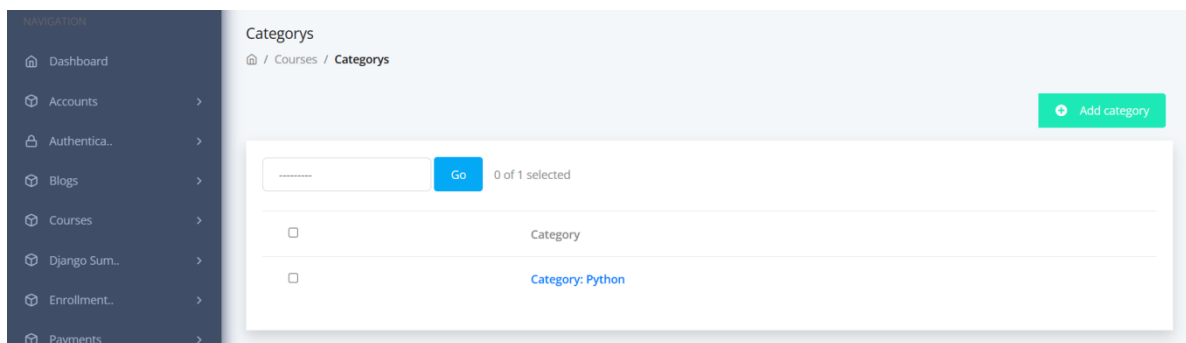 NAVIGATION
Dashboard
Accounts
Authentica..
Blogs
Courses
Django Sum..
Enrollment..
Payments
Categorys
/ Courses / Categorys
Add category
---------
Go
0 of 1 selected
Category
Category: Python